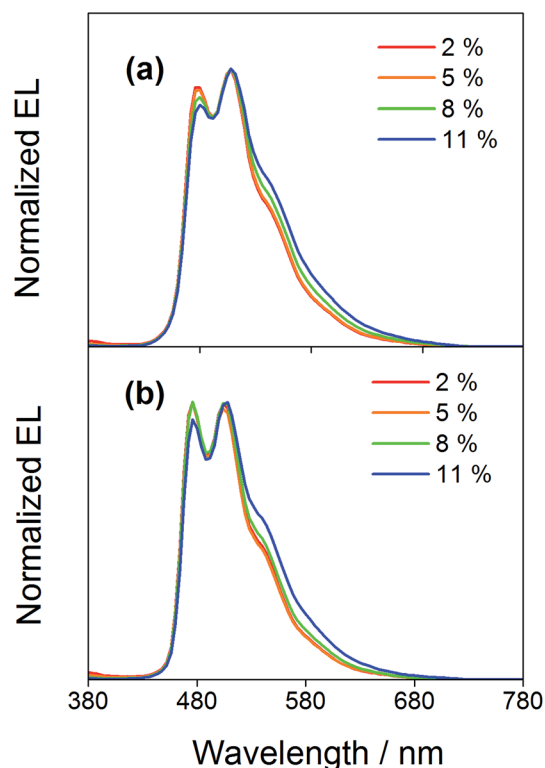 Normalized EL
(a)
2 %
5 %
8 %
11 %
Normalized EL
(b)
2 %
5 %
8 %
11 %
380 480 580 680 780
Wavelength / nm